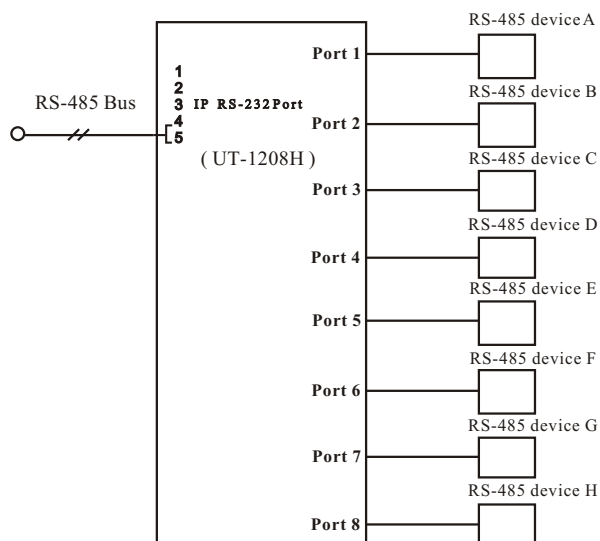 RS-485 device A
Port 1
RS-485 device B
1
2
3 IP RS-232Port
4
5
RS-485 Bus
Port 2
(UT-1208H)
RS-485 device C
Port 3
RS-485 device D
Port 4
RS-485 device E
Port 5
RS-485 device F
Port 6
RS-485 device G
Port 7
RS-485 device H
Port 8